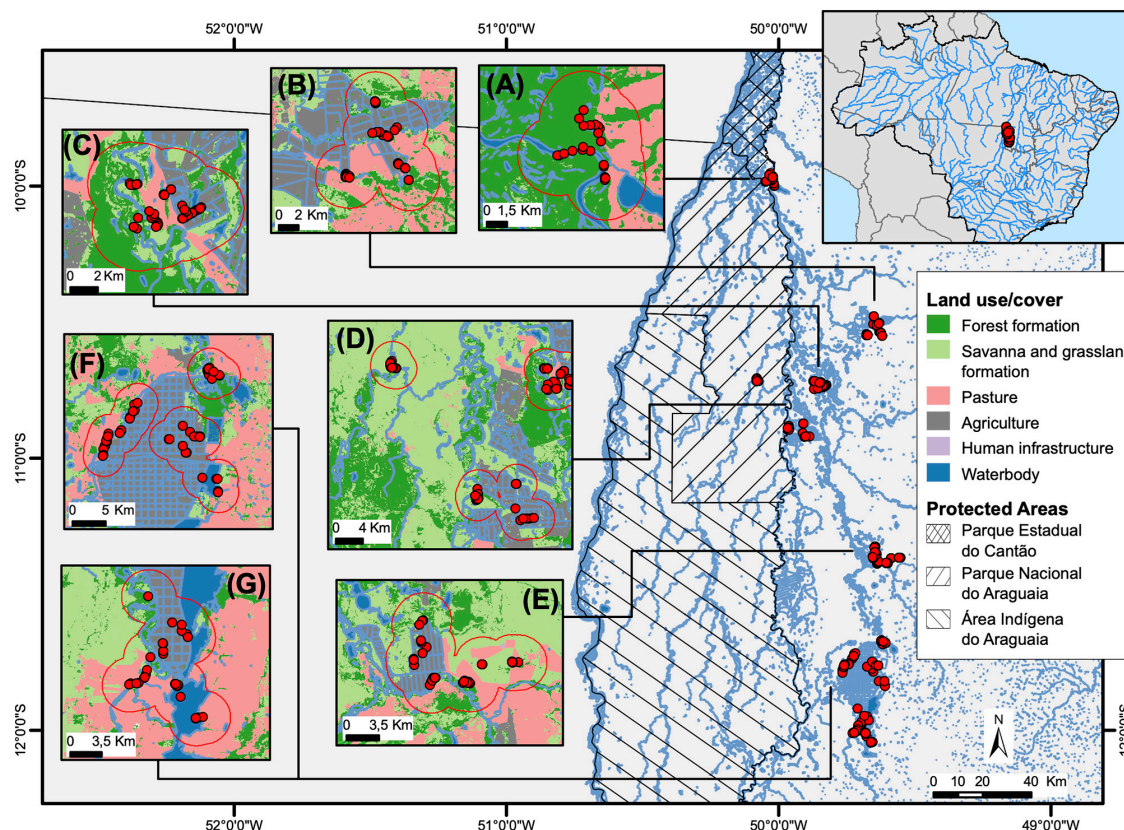 52°0'0"W
51°0'0"W
50°0'0"W
(A)
0 1,5 Km
(B)
0 2 Km
(C)
0 2 Km
10°0'0"S
(D)
0 4 Km
(F)
0 5 Km
11°0'0"S
(G)
0 3,5 Km
(E)
0 3,5 Km
12°0'0"S
Land use/cover
Forest formation
Savanna and grasslan
formation
Pasture
Agriculture
Human infrastructure
Waterbody
Protected Areas
Parque Estadual
do Cantão
Parque Nacional
do Araguaia
Área Indígena
do Araguaia
N
0 10 20 40 Km
52°0'0"W
51°0'0"W
50°0'0"W
49°0'0"W